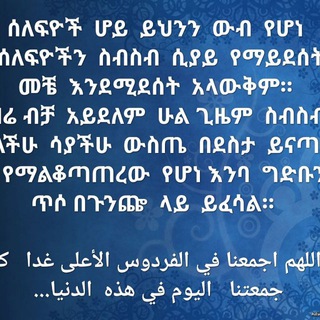 ሰለፍዮች ሆይ ይህንን ውብ የሆነ
ሰለፍዮችን ስብስብ ሲያይ የማይደሰት
መቼ እንደሚደሰት አላውቅም።
ብቻ አይደለም ሁል ጊዜም ስብስብ
ሳያችሁ ውስጤ በደስታ ይናጣ
የማልቆጣጠረው የሆነ እንባ ግድቡን
ጥሶ በጉንጬ ላይ ይፈሳል።
اللهم اجمعنا في الفردوس الأعلى غدا
جمعتنا اليوم في هذه الدنيا...